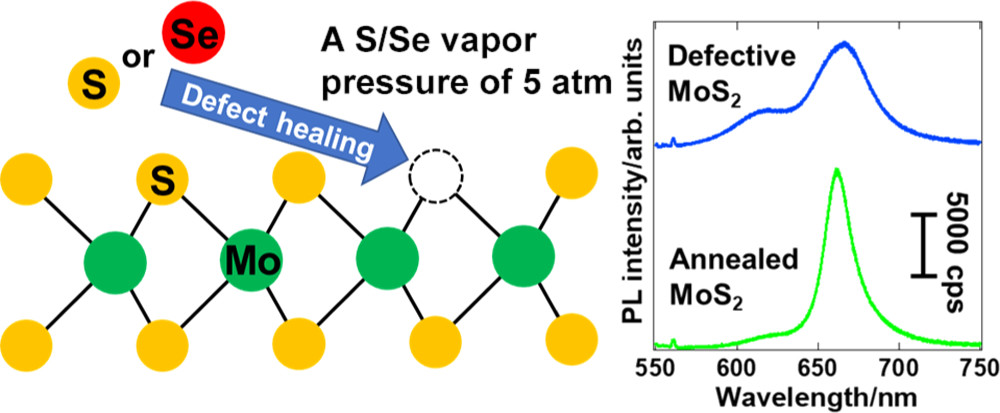 S
or
Se
A S/Se vapor
pressure of 5 atm
Defect healing
S
Mo
PL intensity/arb. units
Defective
MoS₂
5000 cps
Annealed
MoS₂
550 600 650 700 750
Wavelength/nm